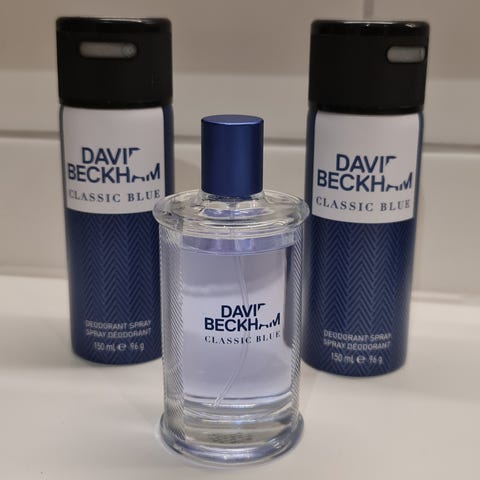 DAVID
BECKHAM
CLASSIC BLUE
DEODORANT SPRAY
SPRAY DÉODORANT
150 mL e 96 g
DAVID
BECKHAM
CLASSIC BLUE
DAVID
BECKHAM
CLASSIC BLUE
DEODORANT SPRAY
SPRAY DÉODORANT
150 mL e 96 g